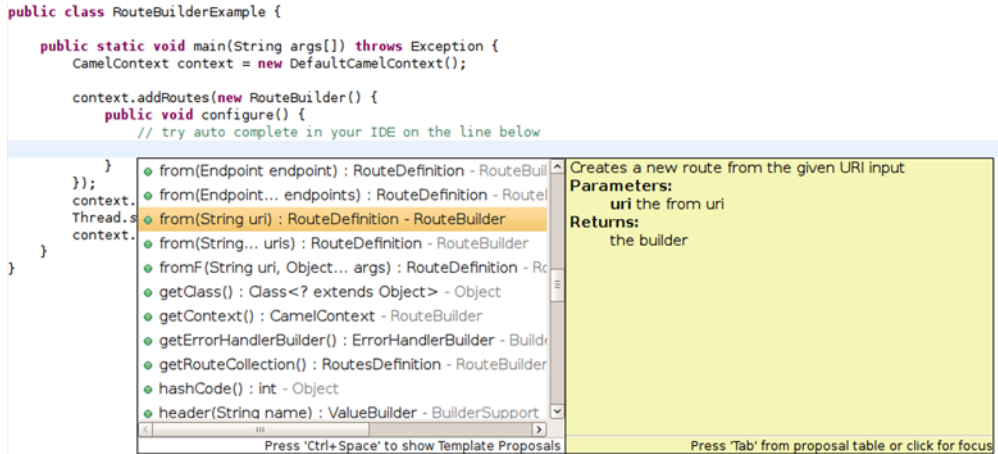 public class RouteBuilderExample {
public static void main(String args[]) throws Exception {
CamelContext context = new DefaultCamelContext();
context.addRoutes(new RouteBuilder() {
public void configure() {
// try auto complete in your IDE on the line below
}
});
context.
Thread.s
context.
}
}
from(Endpoint endpoint) : RouteDefinition - RouteBuil
from(Endpoint... endpoints) : RouteDefinition - Routel
from(String uri) : RouteDefinition - RouteBuilder
from(String... uris) : RouteDefinition - RouteBuilder
fromF(String uri, Object... args) : RouteDefinition - Ro
getClass() : Class<? extends Object> - Object
getContext() : CamelContext - RouteBuilder
getErrorHandlerBuilder() : ErrorHandlerBuilder - Builde
getRouteCollection() : RoutesDefinition - RouteBuilder
hashCode() : int - Object
header(String name) : ValueBuilder - BuilderSupport
Press 'Ctrl+Space' to show Template Proposals
Creates a new route from the given URI input
Parameters:
uri the from uri
Returns:
the builder
Press 'Tab' from proposal table or click for focus